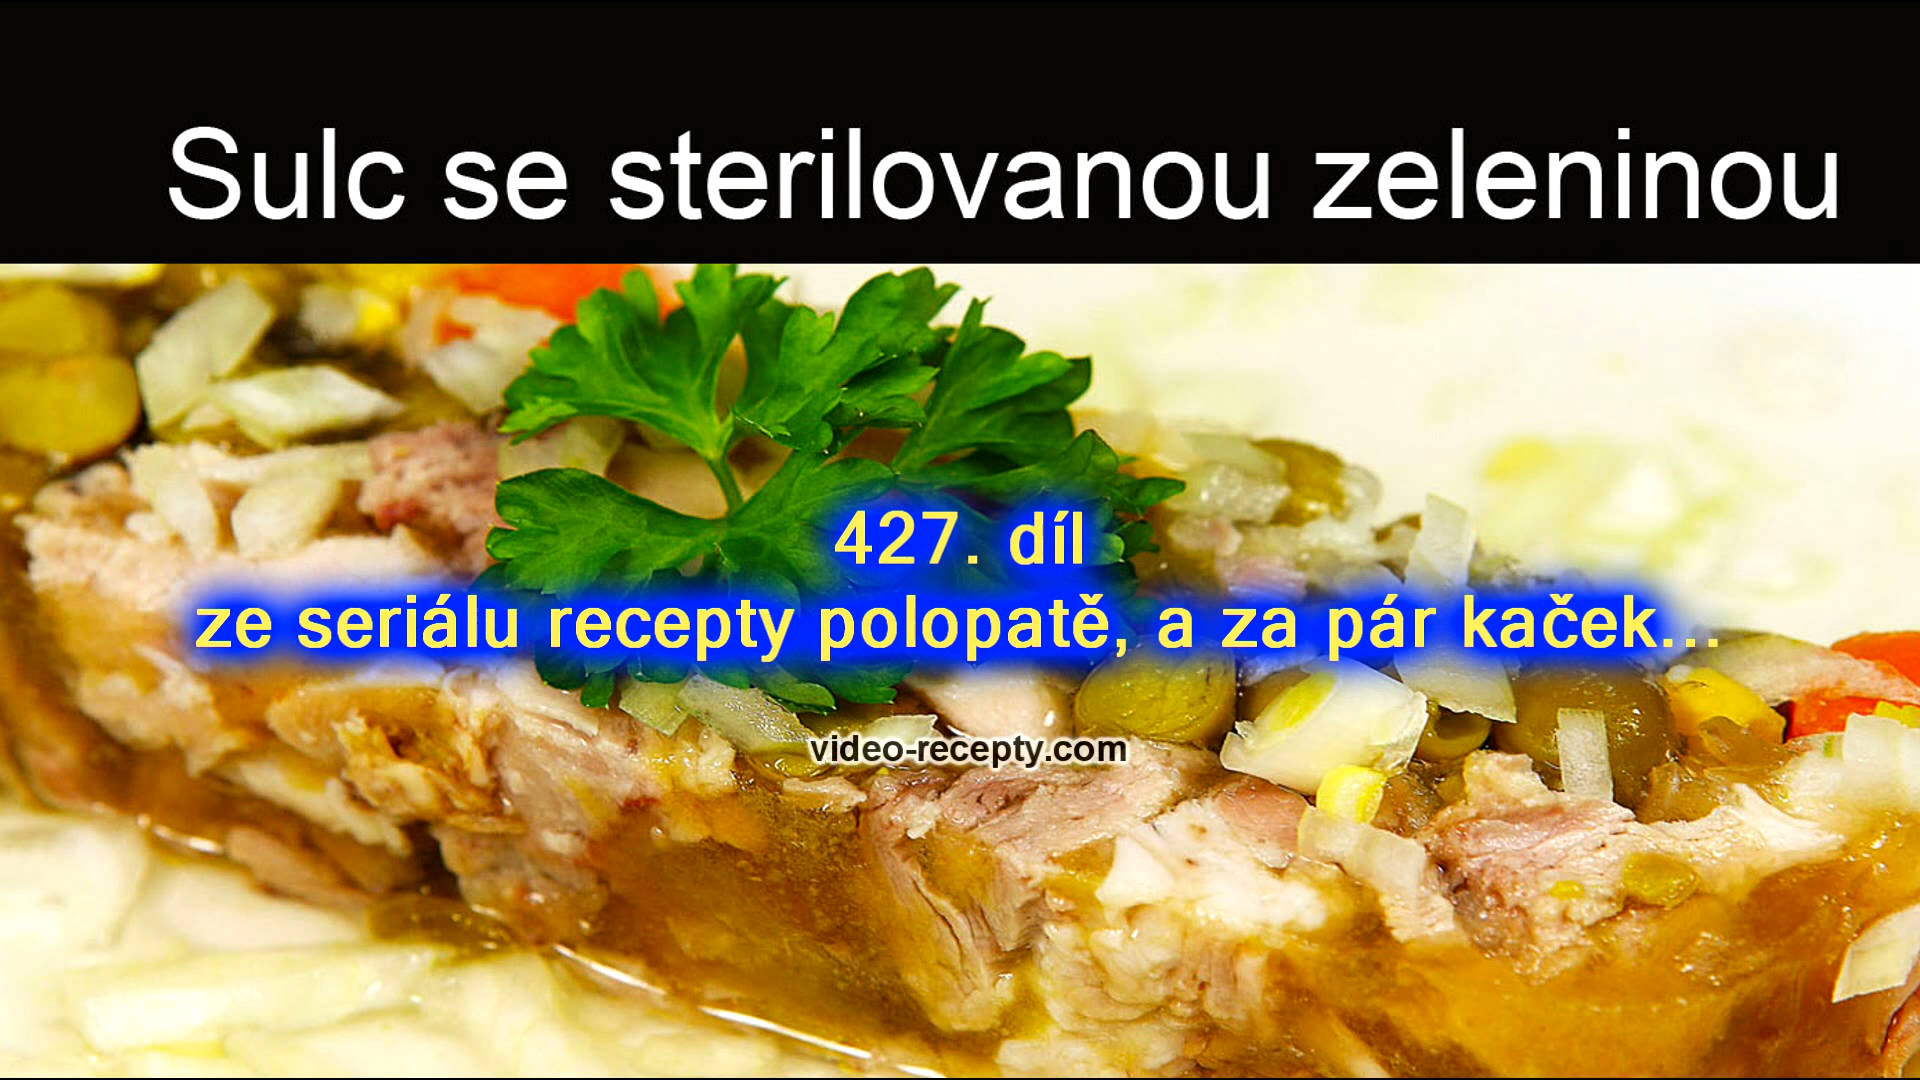 Sulc se sterilovanou zeleninou
427. díl
ze seriálu recepty polopatě, a za pár kaček...
video-recepty.com